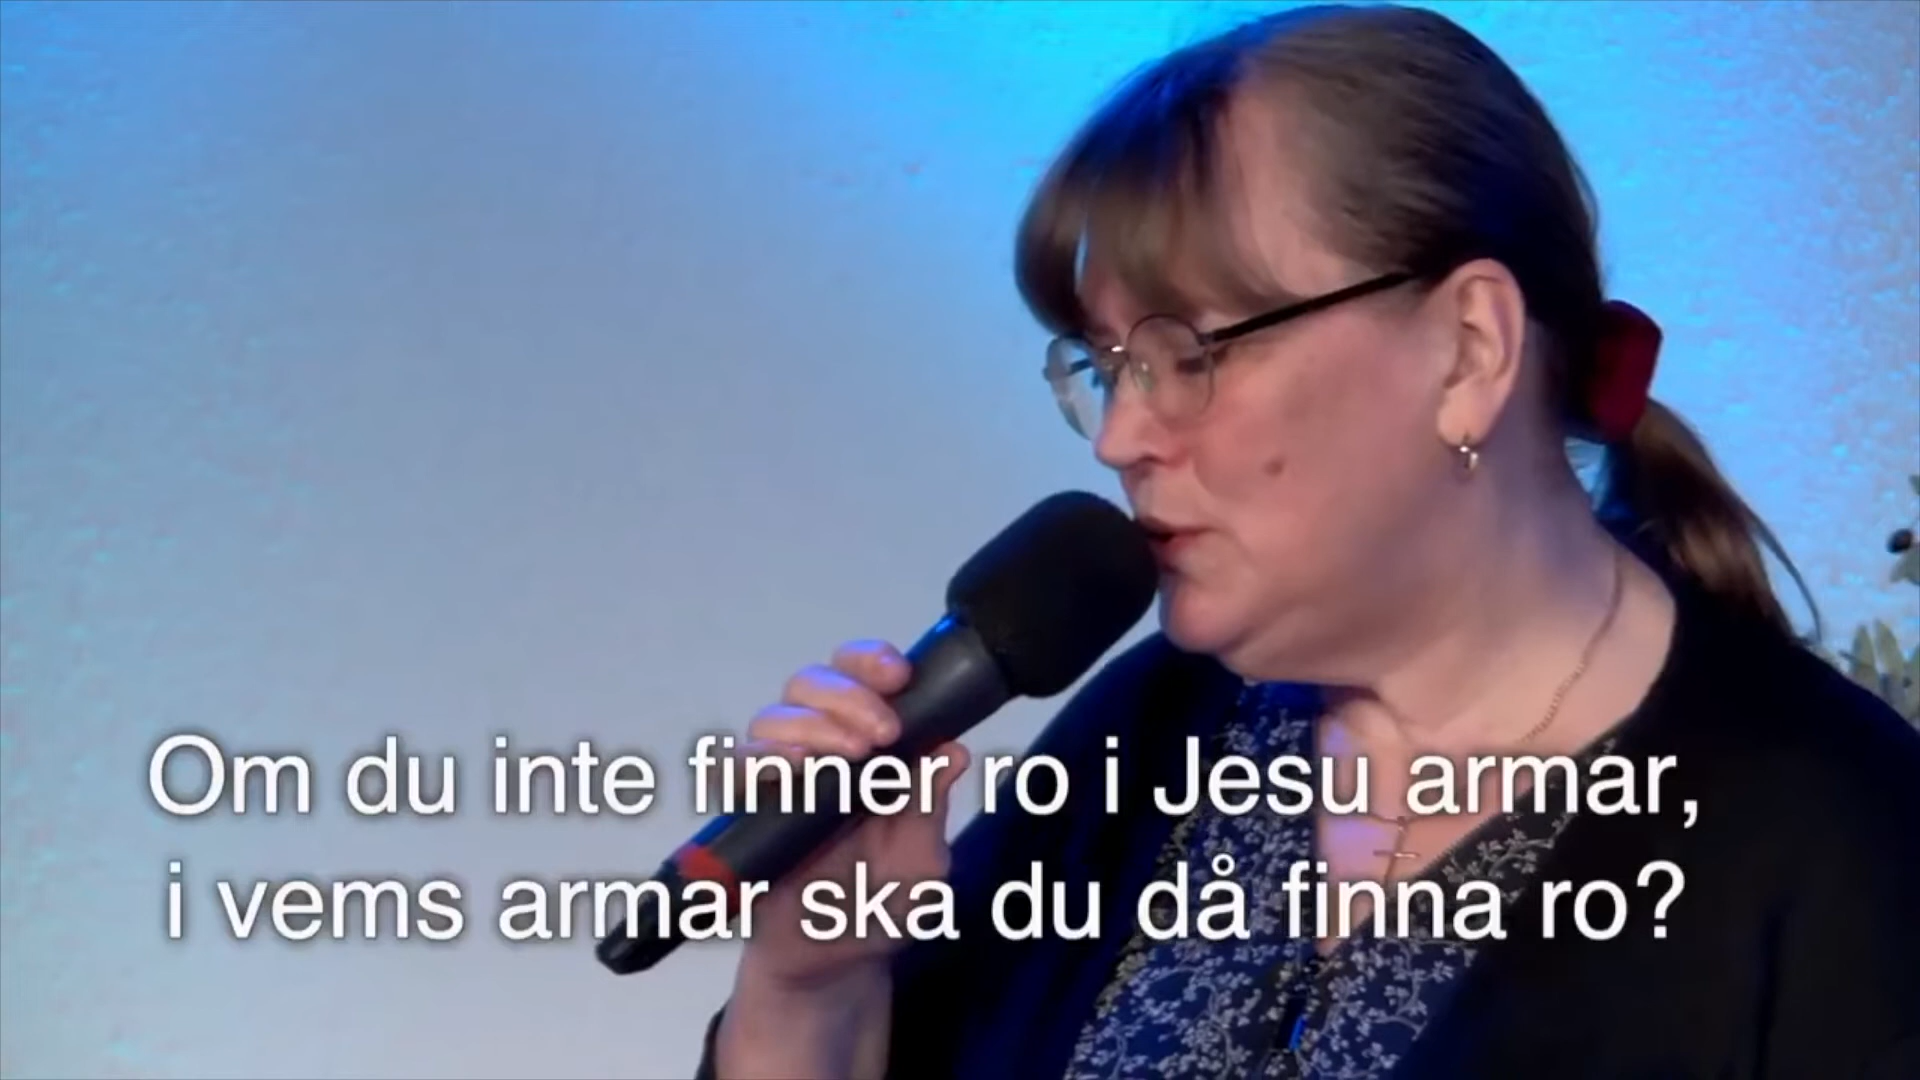 Om du inte finner ro i Jesu armar,
i vems armar ska du då finna ro?